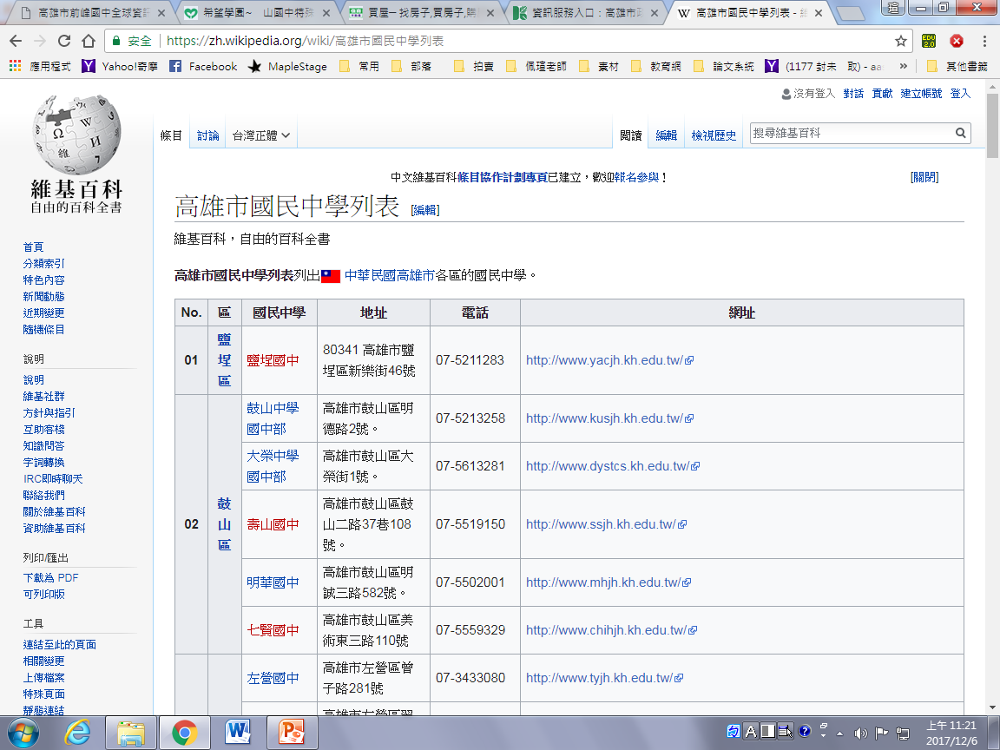 高雄市前峰國中全球資
希望學園~ 山國中特殊
買屋─找房子,買房子,購
資訊服務入口：高雄市政
W 高雄市國民中學列表 - 維
安全 https://zh.wikipedia.org/wiki/高雄市國民中學列表
應用程式 Yahoo!奇摩 Facebook MapleStage 常用 部落 拍賣 佩瑄老師 素材 教育網 論文系統 (1177 封未 取) - aa » 其他書籤
沒有登入 對話 貢獻 建立帳號 登入
條目 討論 台灣正體 閱讀 編輯 檢視歷史 搜尋維基百科
維基百科
自由的百科全書
中文維基百科條目協作計劃專頁已建立，歡迎報名參與！ [關閉]
高雄市國民中學列表 [編輯]
維基百科，自由的百科全書
高雄市國民中學列表列出 中華民國高雄市各區的國民中學。
首頁
分類索引
特色內容
新聞動態
近期變更
隨機條目
說明
說明
維基社群
方針與指引
互助客棧
知識問答
字詞轉換
IRC即時聊天
聯絡我們
關於維基百科
資助維基百科
列印/匯出
下載為 PDF
可列印版
工具
連結至此的頁面
相關變更
上傳檔案
特殊頁面
靜態連結
No. 區 國民中學 地址 電話 網址
01 鹽埕區 鹽埕國中 80341 高雄市鹽
埕區新樂街46號 07-5211283 http://www.yacjh.kh.edu.tw/
02 鼓山區 鼓山中學
國中部 高雄市鼓山區明
德路2號。 07-5213258 http://www.kusjh.kh.edu.tw/
大榮中學
國中部 高雄市鼓山區大
榮街1號。 07-5613281 http://www.dystcs.kh.edu.tw/
壽山國中 高雄市鼓山區鼓
山二路37巷108
號。 07-5519150 http://www.ssjh.kh.edu.tw/
明華國中 高雄市鼓山區明
誠三路582號。 07-5502001 http://www.mhjh.kh.edu.tw/
七賢國中 高雄市鼓山區美
術東三路110號 07-5559329 http://www.chihjh.kh.edu.tw/
左營國中 高雄市左營區曾
子路281號 07-3433080 http://www.tyjh.kh.edu.tw/
高雄市左營區翠
上午 11:21
2017/12/6